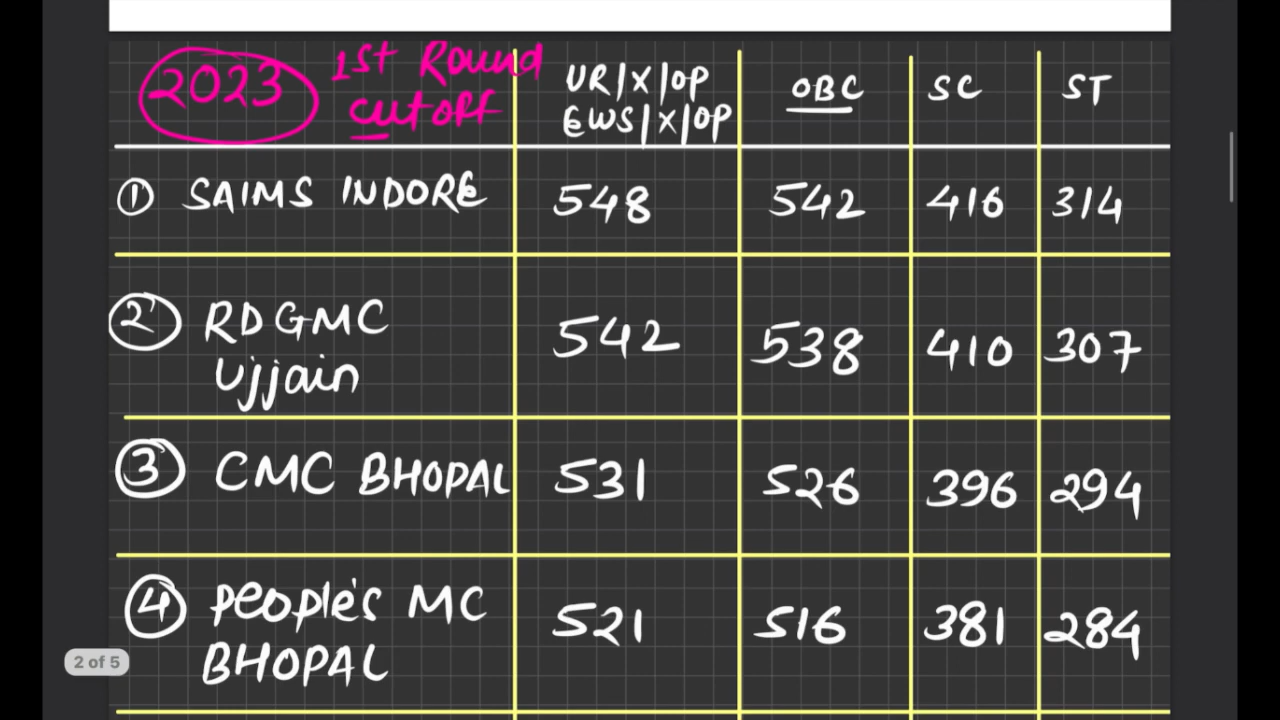 2023 1st Round cutoff UR/X/OP EWS/X/OP OBC SC ST
① SAIMS INDORE 548 542 416 314
② RDGMC Ujjain 542 538 410 307
③ CMC BHOPAL 531 526 396 294
④ People's MC BHOPAL 521 516 381 284
2 of 5